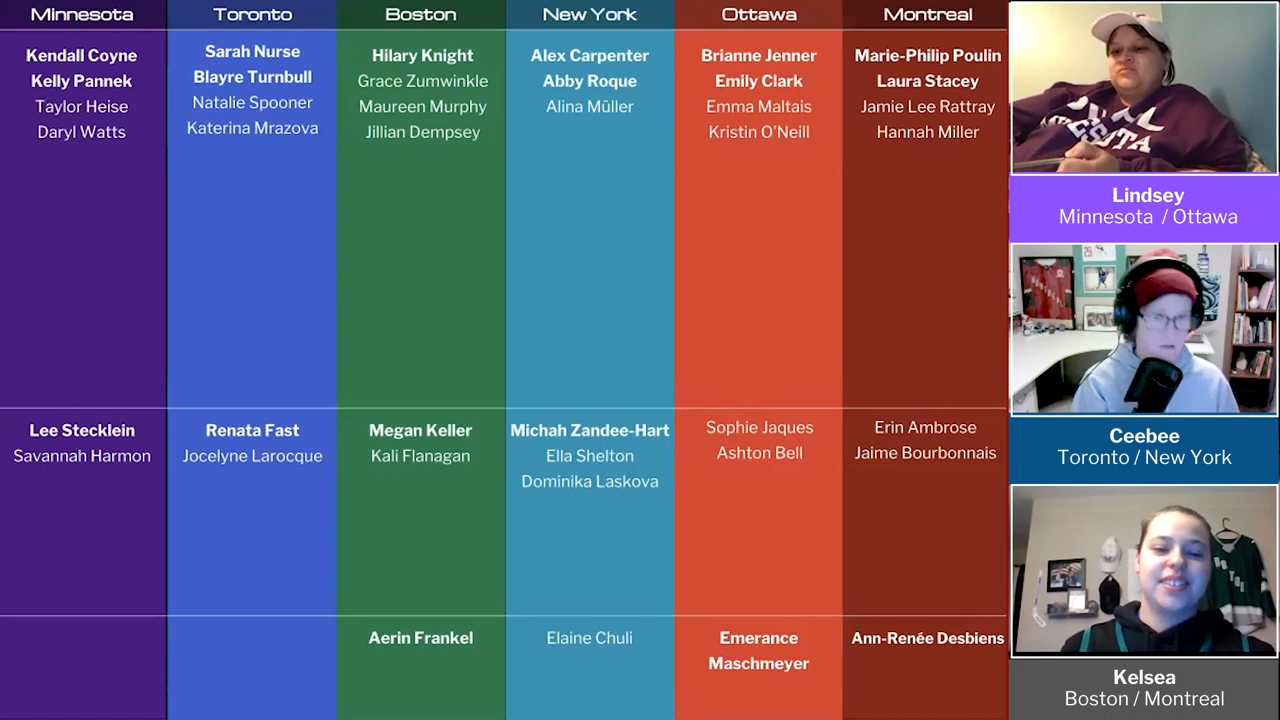 Minnesota
Toronto
Boston
New York
Ottawa
Montreal
Kendall Coyne
Kelly Pannek
Taylor Heise
Daryl Watts
Sarah Nurse
Blayre Turnbull
Natalie Spooner
Katerina Mrazova
Hilary Knight
Grace Zumwinkle
Maureen Murphy
Jillian Dempsey
Alex Carpenter
Abby Roque
Alina Müller
Brianne Jenner
Emily Clark
Emma Maltais
Kristin O'Neill
Marie-Philip Poulin
Laura Stacey
Jamie Lee Rattray
Hannah Miller
Lee Stecklein
Savannah Harmon
Renata Fast
Jocelyne Larocque
Megan Keller
Kali Flanagan
Michah Zandee-Hart
Ella Shelton
Dominika Laskova
Sophie Jaques
Ashton Bell
Erin Ambrose
Jaime Bourbonnais
Aerin Frankel
Elaine Chuli
Emerance
Maschmeyer
Ann-Renée Desbiens
Lindsey
Minnesota / Ottawa
Ceebee
Toronto / New York
Kelsea
Boston / Montreal